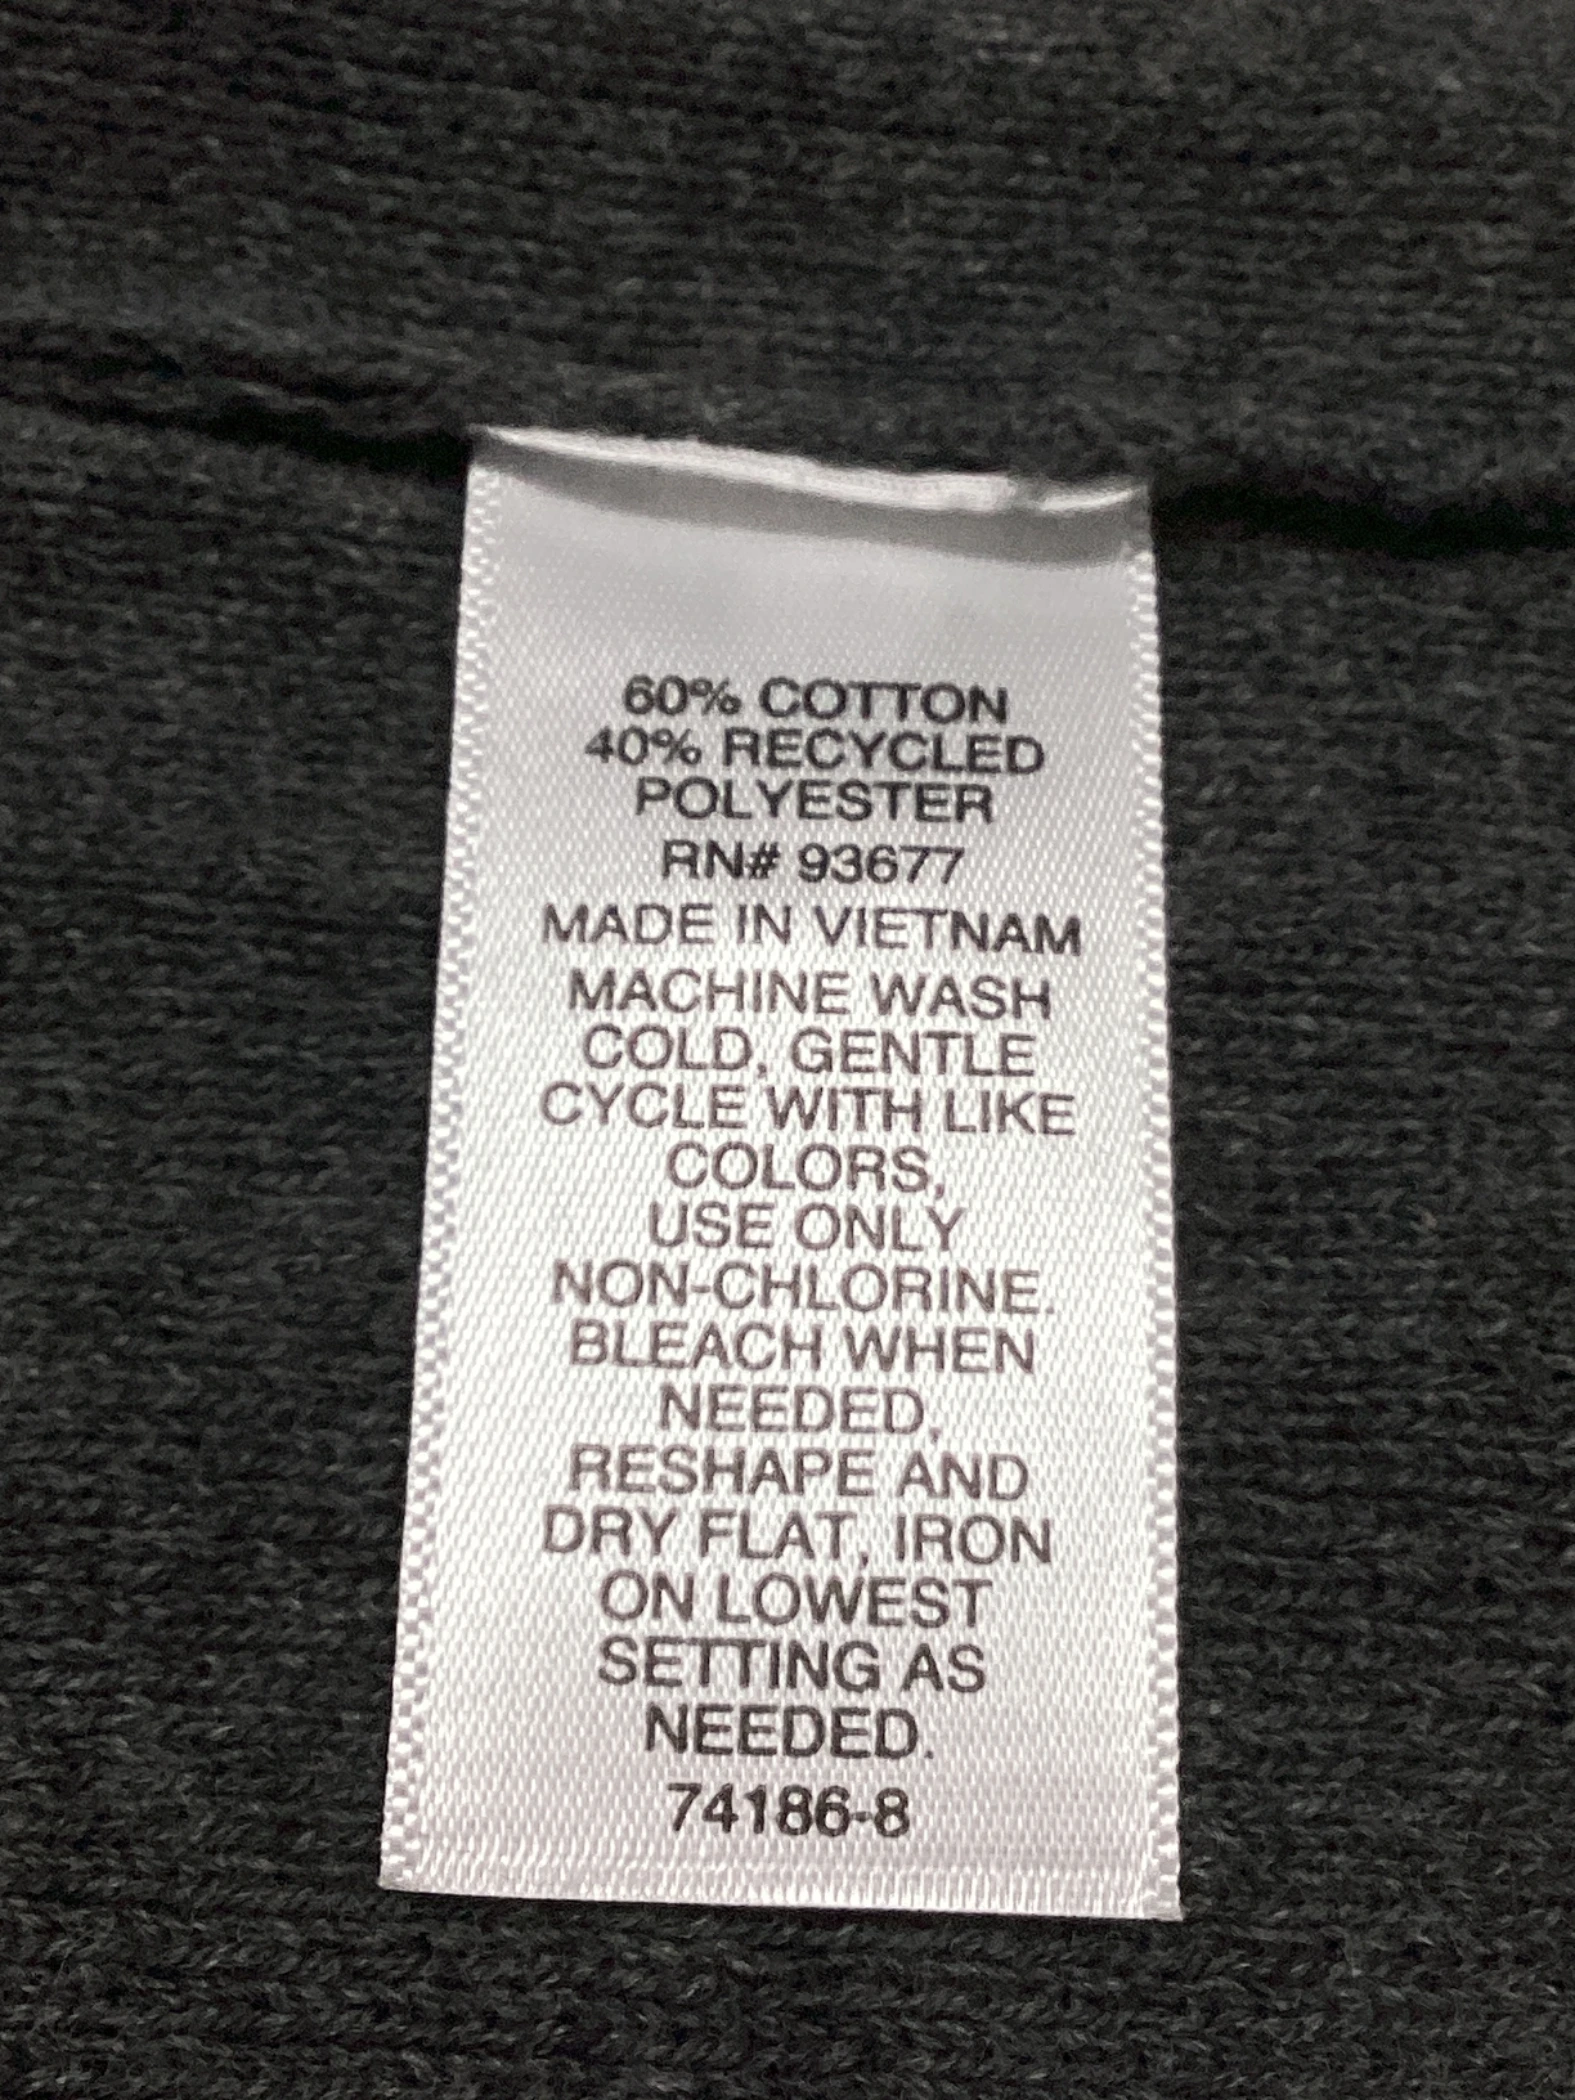 60% COTTON
40% RECYCLED
POLYESTER
RN# 93677
MADE IN VIETNAM
MACHINE WASH
COLD, GENTLE
CYCLE WITH LIKE
COLORS,
USE ONLY
NON-CHLORINE.
BLEACH WHEN
NEEDED,
RESHAPE AND
DRY FLAT, IRON
ON LOWEST
SETTING AS
NEEDED.
74186-8